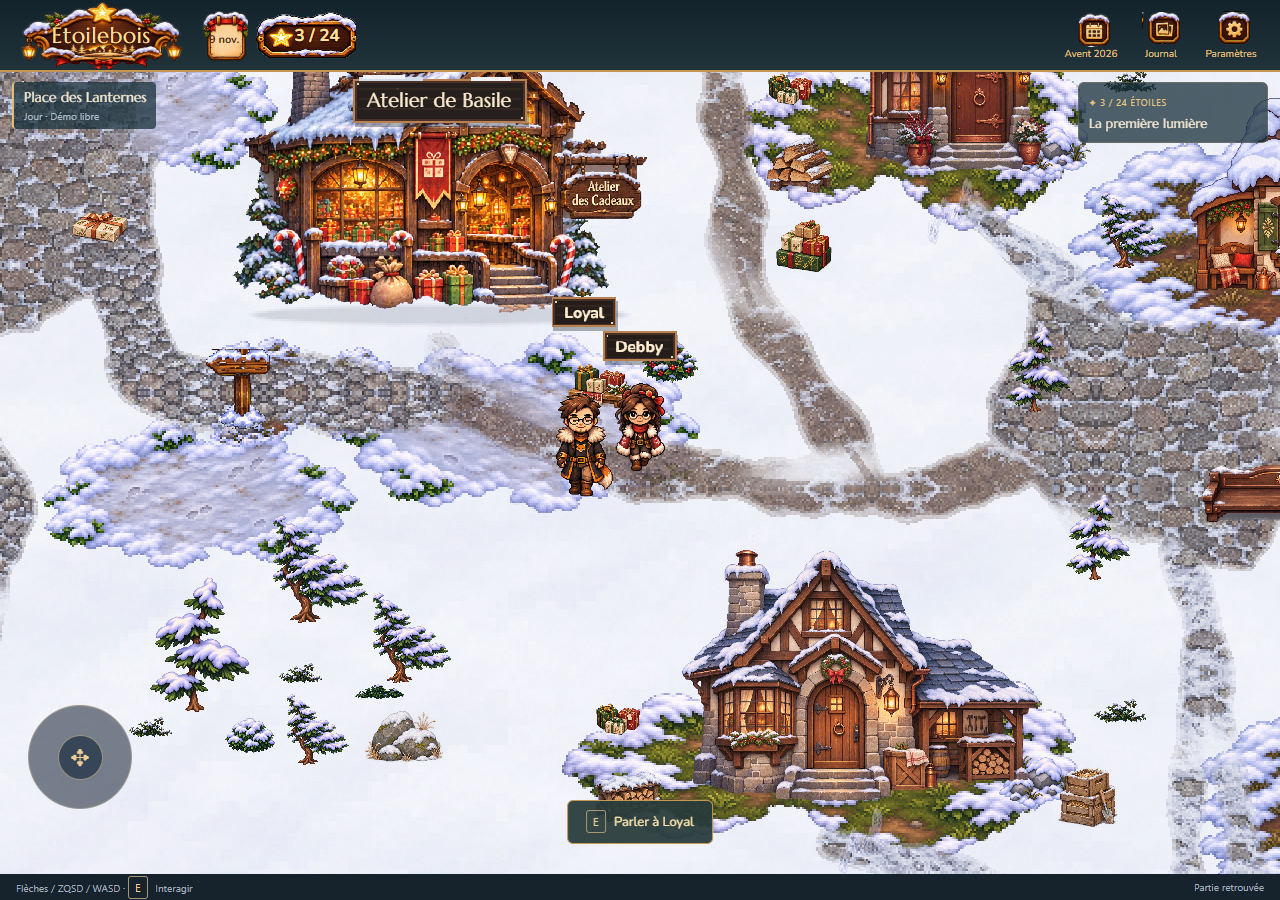 Étoilebois
9 nov.
3 / 24
Avent 2026
Journal
Paramètres
Place des Lanternes
Jour · Démo libre
Atelier de Basile
✦ 3 / 24 ÉTOILES
La première lumière
Atelier
des Cadeaux
Loyal
Debby
E Parler à Loyal
Flèches / ZQSD / WASD · E Interagir
Partie retrouvée